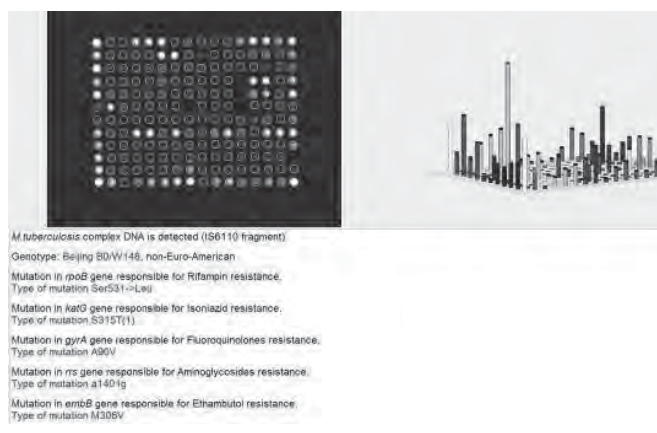 M.tuberculosis complex DNA is detected (IS6110 fragment)
Genotype: Beijing B0/W148, non-Euro-American
Mutation in rpoB gene responsible for Rifampin resistance.
Type of mutation Ser531->Leu
Mutation in katG gene responsible for Isoniazid resistance.
Type of mutation S315T(1)
Mutation in gyrA gene responsible for Fluoroquinolones resistance.
Type of mutation A90V
Mutation in rrs gene responsible for Aminoglycosides resistance.
Type of mutation a1401g
Mutation in embB gene responsible for Ethambutol resistance.
Type of mutation M306V